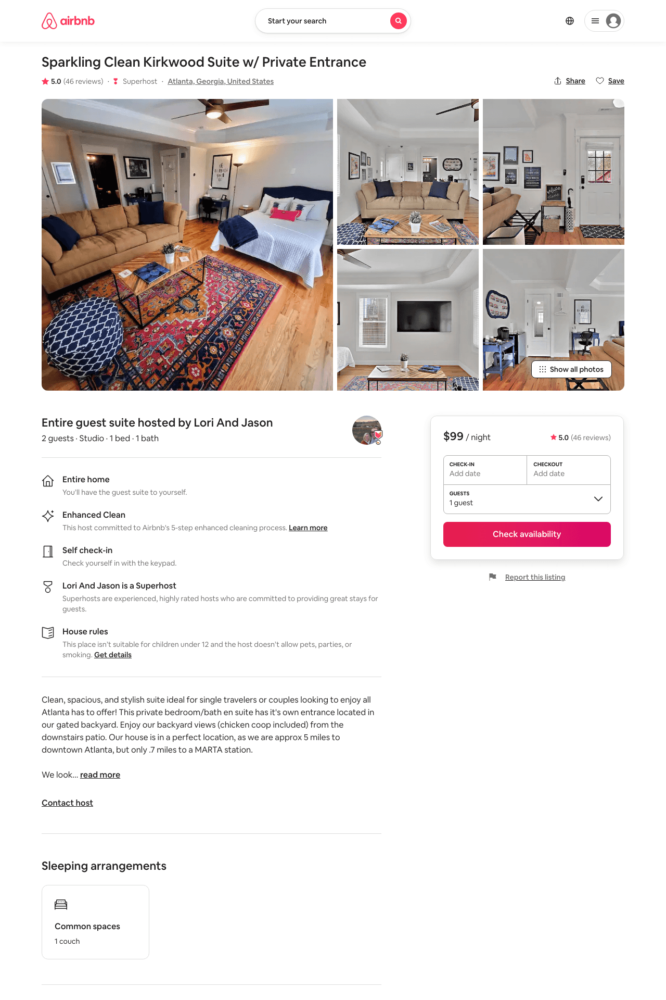 airbnb
Start your search
Sparkling Clean Kirkwood Suite w/ Private Entrance
5.0 (46 reviews) · Superhost · Atlanta, Georgia, United States
Share
Save
Show all photos
Entire guest suite hosted by Lori And Jason
2 guests · Studio · 1 bed · 1 bath
Entire home
You’ll have the guest suite to yourself.
Enhanced Clean
This host committed to Airbnb's 5-step enhanced cleaning process. Learn more
Self check-in
Check yourself in with the keypad.
Lori And Jason is a Superhost
Superhosts are experienced, highly rated hosts who are committed to providing great stays for
guests.
House rules
This place isn’t suitable for children under 12 and the host doesn’t allow pets, parties, or
smoking. Get details
Clean, spacious, and stylish suite ideal for single travelers or couples looking to enjoy all
Atlanta has to offer! This private bedroom/bath en suite has it's own entrance located in
our gated backyard. Enjoy our backyard views (chicken coop included) from the
downstairs patio. Our house is in a perfect location, as we are approx 5 miles to
downtown Atlanta, but only .7 miles to a MARTA station.
We look... read more
Contact host
Sleeping arrangements
Common spaces
1 couch
$99 / night
5.0 (46 reviews)
CHECK-IN
Add date
CHECKOUT
Add date
GUESTS
1 guest
Check availability
Report this listing